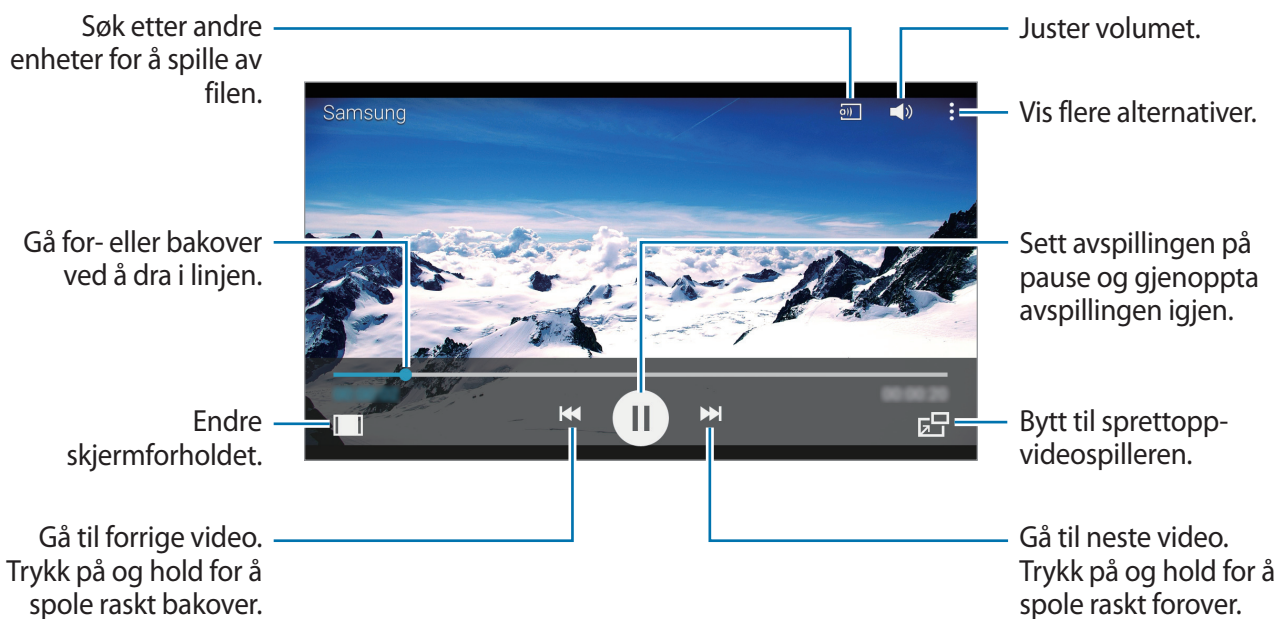 Søk etter andre
enheter for å spille av
filen.
Juster volumet.
Samsung
Vis flere alternativer.
Gå for- eller bakover
ved å dra i linjen.
Sett avspillingen på
pause og gjenoppta
avspillingen igjen.
Endre
skjermforholdet.
Bytt til sprettopp-
videospilleren.
Gå til forrige video.
Trykk på og hold for å
spole raskt bakover.
Gå til neste video.
Trykk på og hold for å
spole raskt forover.